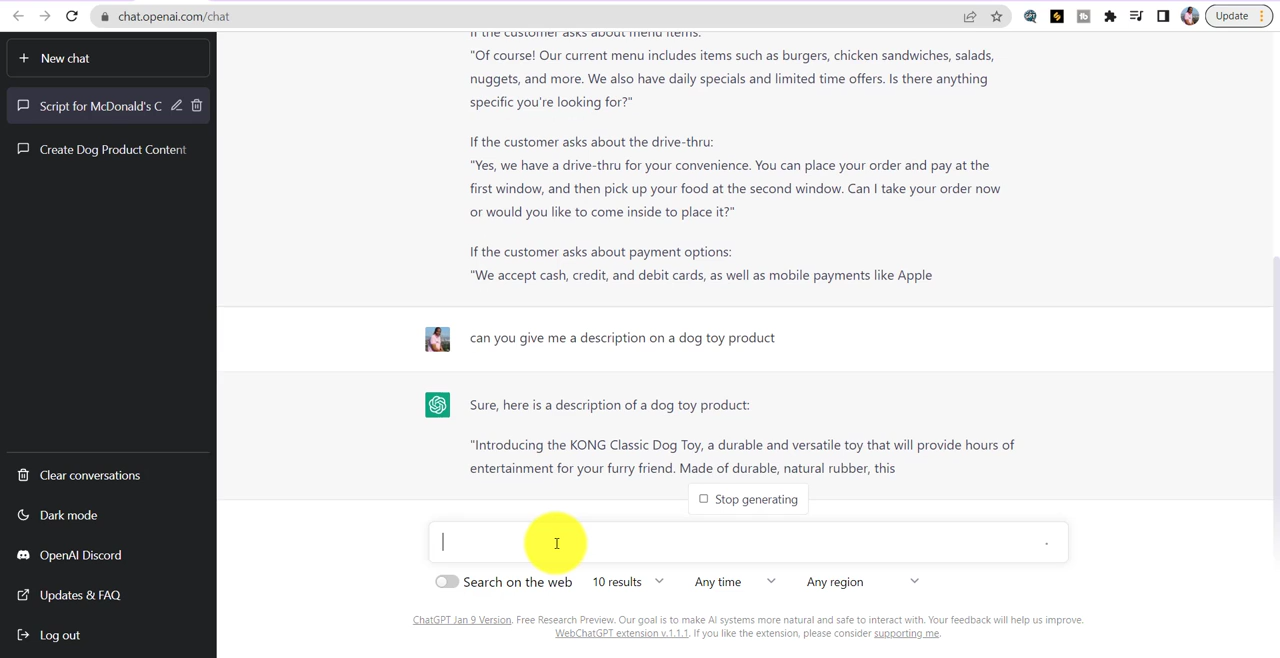 chat.openai.com/chat
Update
New chat
Script for McDonald's C
Create Dog Product Content
Clear conversations
Dark mode
OpenAI Discord
Updates & FAQ
Log out
If the customer asks about menu items:
"Of course! Our current menu includes items such as burgers, chicken sandwiches, salads,
nuggets, and more. We also have daily specials and limited time offers. Is there anything
specific you're looking for?"
If the customer asks about the drive-thru:
"Yes, we have a drive-thru for your convenience. You can place your order and pay at the
first window, and then pick up your food at the second window. Can I take your order now
or would you like to come inside to place it?"
If the customer asks about payment options:
"We accept cash, credit, and debit cards, as well as mobile payments like Apple
can you give me a description on a dog toy product
Sure, here is a description of a dog toy product:
"Introducing the KONG Classic Dog Toy, a durable and versatile toy that will provide hours of
entertainment for your furry friend. Made of durable, natural rubber, this
Stop generating
Search on the web 10 results Any time Any region
ChatGPT Jan 9 Version. Free Research Preview. Our goal is to make AI systems more natural and safe to interact with. Your feedback will help us improve.
WebChatGPT extension v.1.1.1. If you like the extension, please consider supporting me.